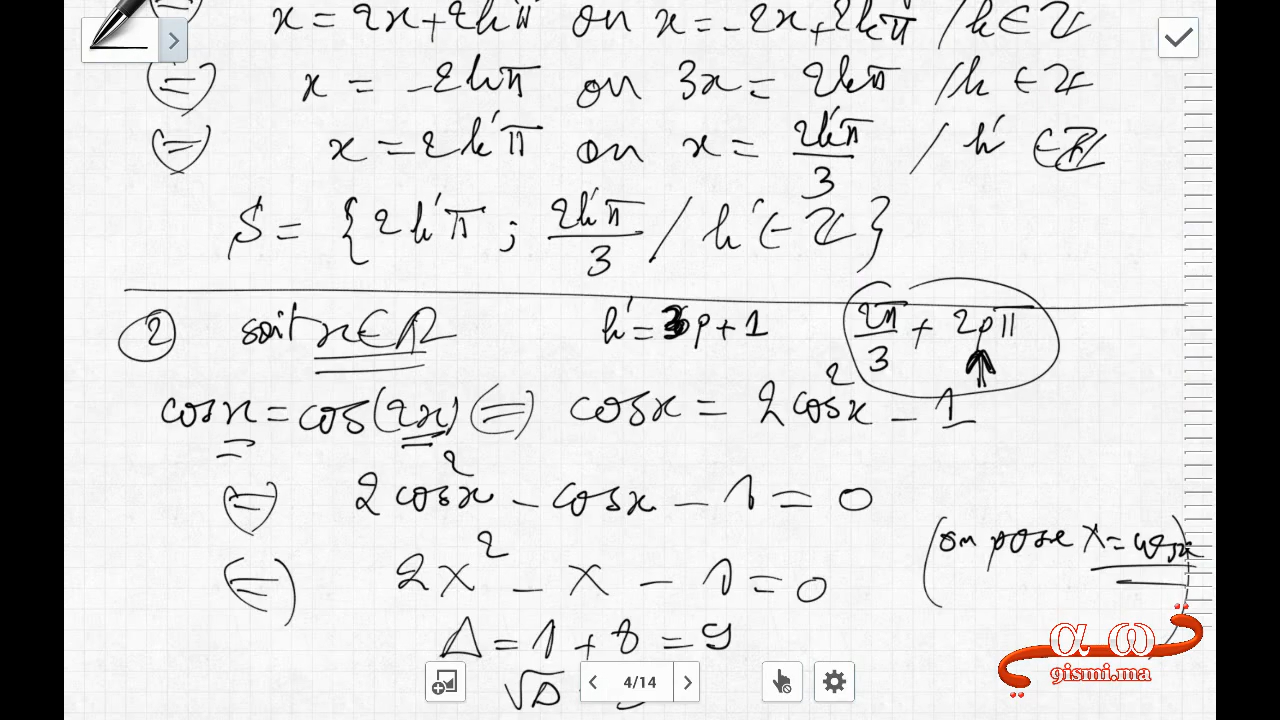 ⇔ x = 2x + 2kπ ou x = -2x + 2kπ / k ∈ ℤ
⇔ x = -2kπ ou 3x = 2kπ / k ∈ ℤ
⇔ x = 2k'π ou x = 2k'π/3 / k' ∈ ℤ
S = { 2k'π ; 2k'π/3 / k' ∈ ℤ }
2 soit x ∈ ℝ k' = 3p + 1 2π/3 + 2pπ
cos x = cos(2x) ⇔ cos x = 2cos²x - 1
⇔ 2cos²x - cos x - 1 = 0
(on pose X = cos x)
⇔ 2X² - X - 1 = 0
Δ = 1 + 8 = 9
√Δ
4/14
α ω
gismi.ma